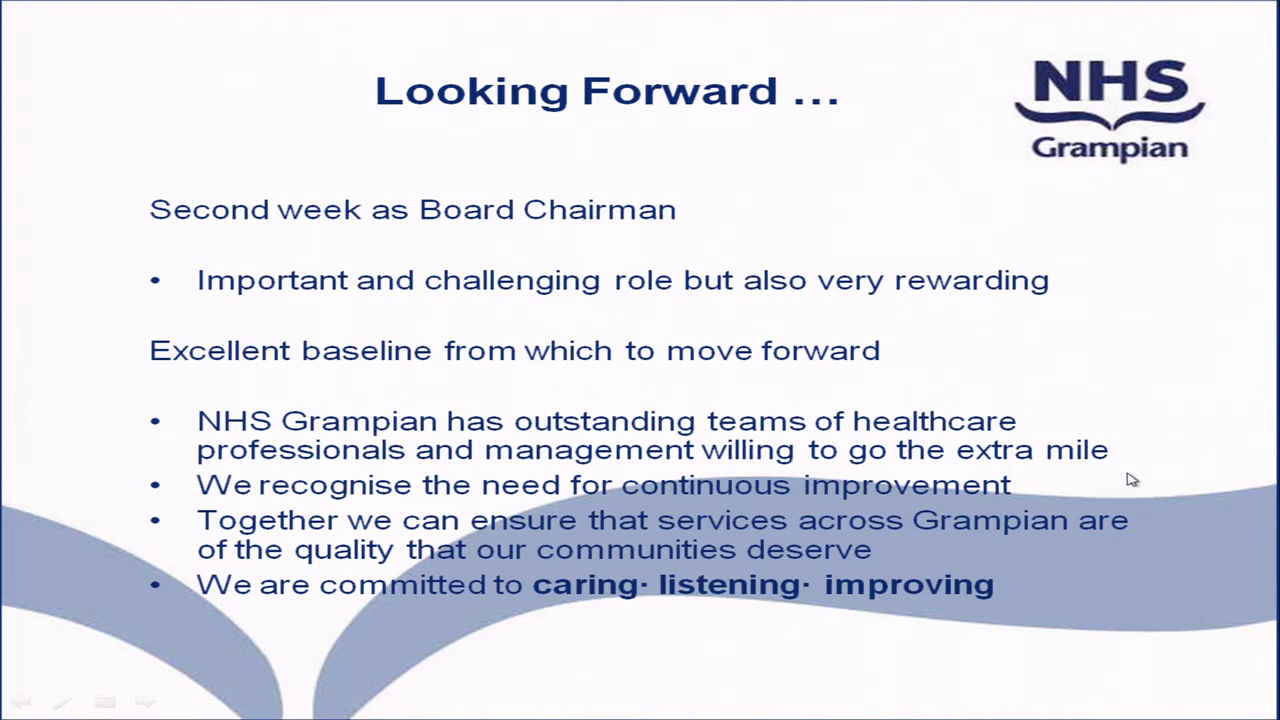 Looking Forward ...
NHS
Grampian
Second week as Board Chairman
• Important and challenging role but also very rewarding
Excellent baseline from which to move forward
• NHS Grampian has outstanding teams of healthcare
professionals and management willing to go the extra mile
• We recognise the need for continuous improvement
• Together we can ensure that services across Grampian are
of the quality that our communities deserve
• We are committed to caring· listening· improving